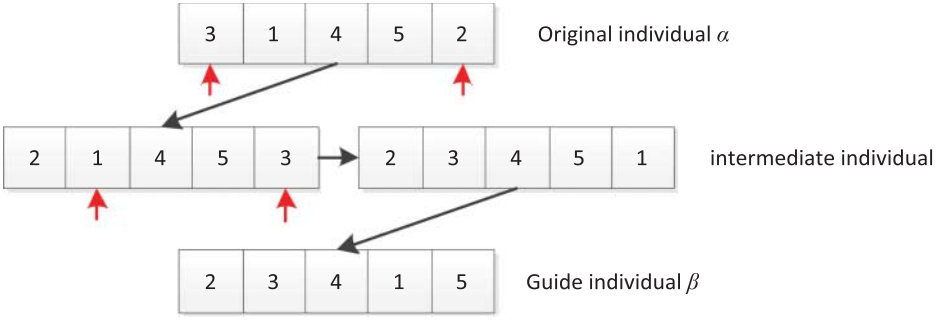 3 1 4 5 2 Original individual α
2 1 4 5 3 2 3 4 5 1 intermediate individual
2 3 4 1 5 Guide individual β